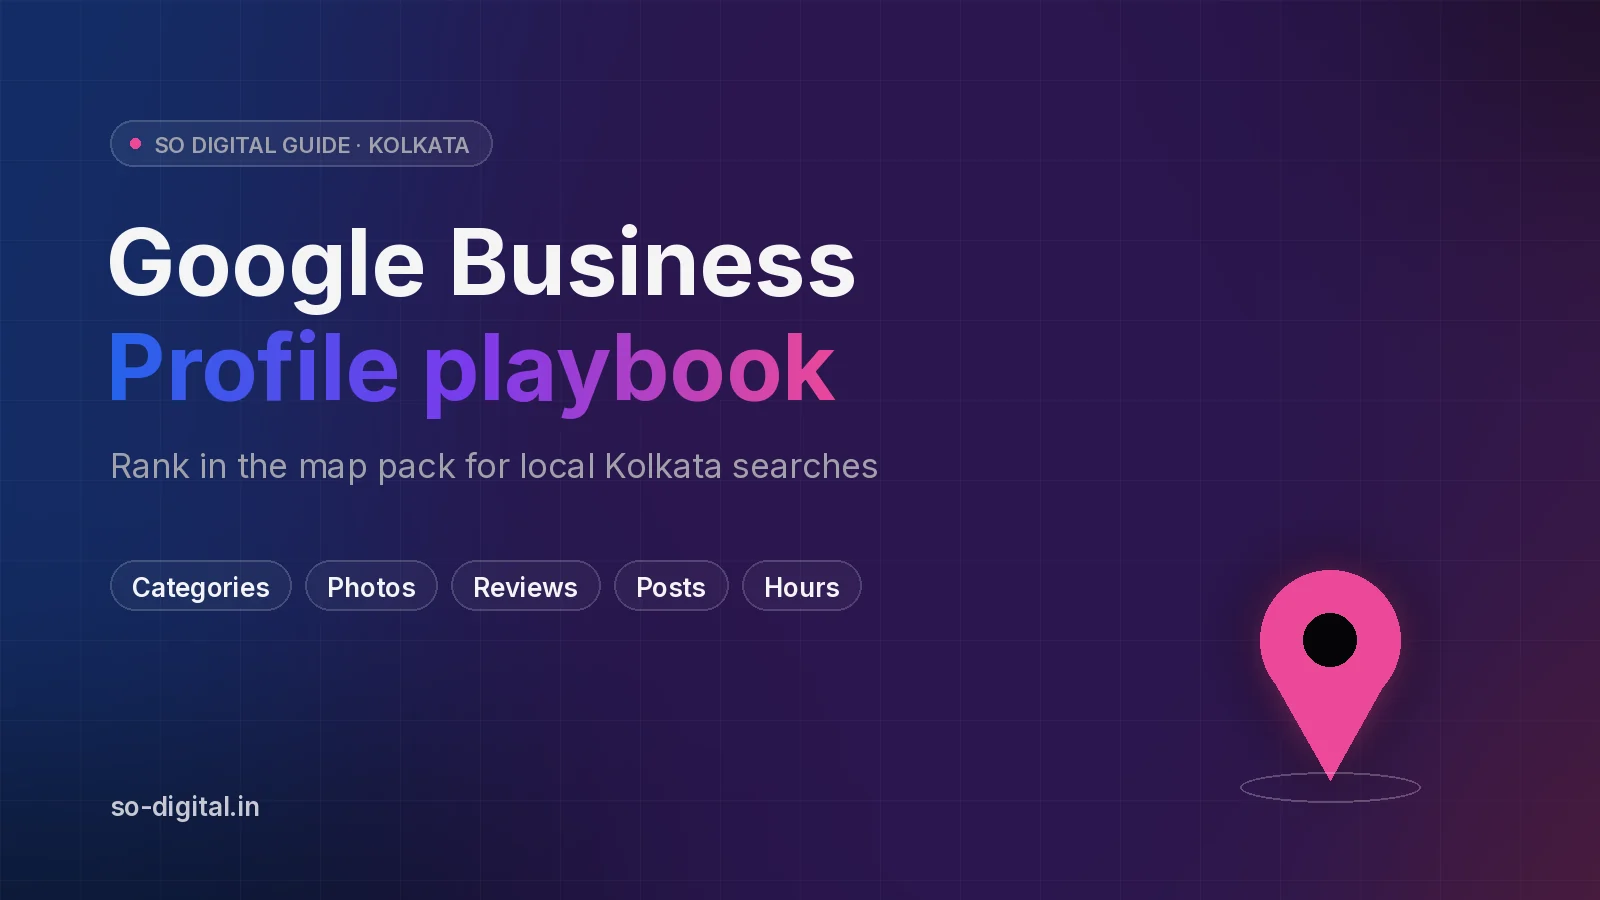 SO DIGITAL GUIDE · KOLKATA
Google Business
Profile playbook
Rank in the map pack for local Kolkata searches
Categories Photos Reviews Posts Hours
so-digital.in